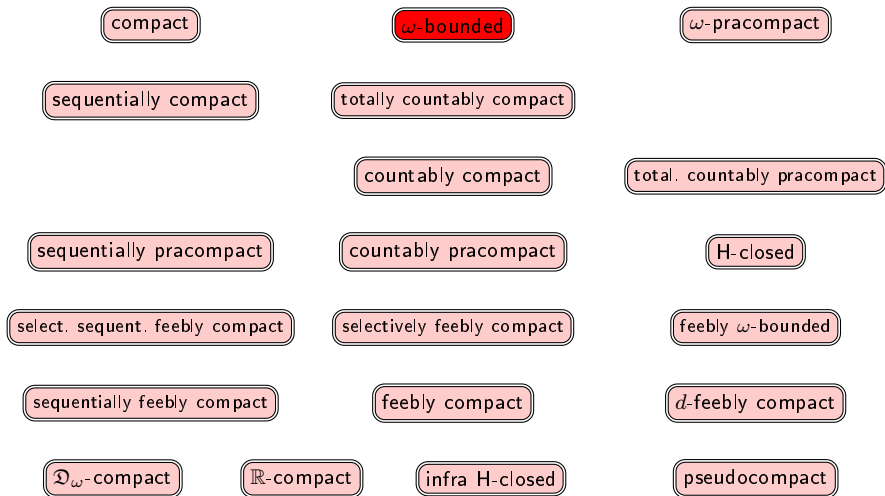 compact ω-bounded ω-pracompact
sequentially compact totally countably compact
countably compact total. countably pracompact
sequentially pracompact countably pracompact H-closed
select. sequent. feebly compact selectively feebly compact feebly ω-bounded
sequentially feebly compact feebly compact d-feebly compact
𝔇ω-compact ℝ-compact infra H-closed pseudocompact